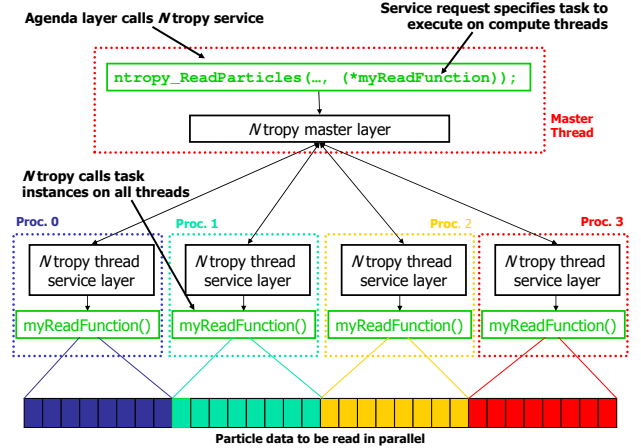 Agenda layer calls Ntropy service
Service request specifies task to
execute on compute threads
ntropy_ReadParticles(…, (*myReadFunction));
Ntropy master layer
Master
Thread
Ntropy calls task
instances on all threads
Proc. 0
Proc. 1
Proc. 2
Proc. 3
Ntropy thread
service layer
Ntropy thread
service layer
Ntropy thread
service layer
Ntropy thread
service layer
myReadFunction()
myReadFunction()
myReadFunction()
myReadFunction()
Particle data to be read in parallel